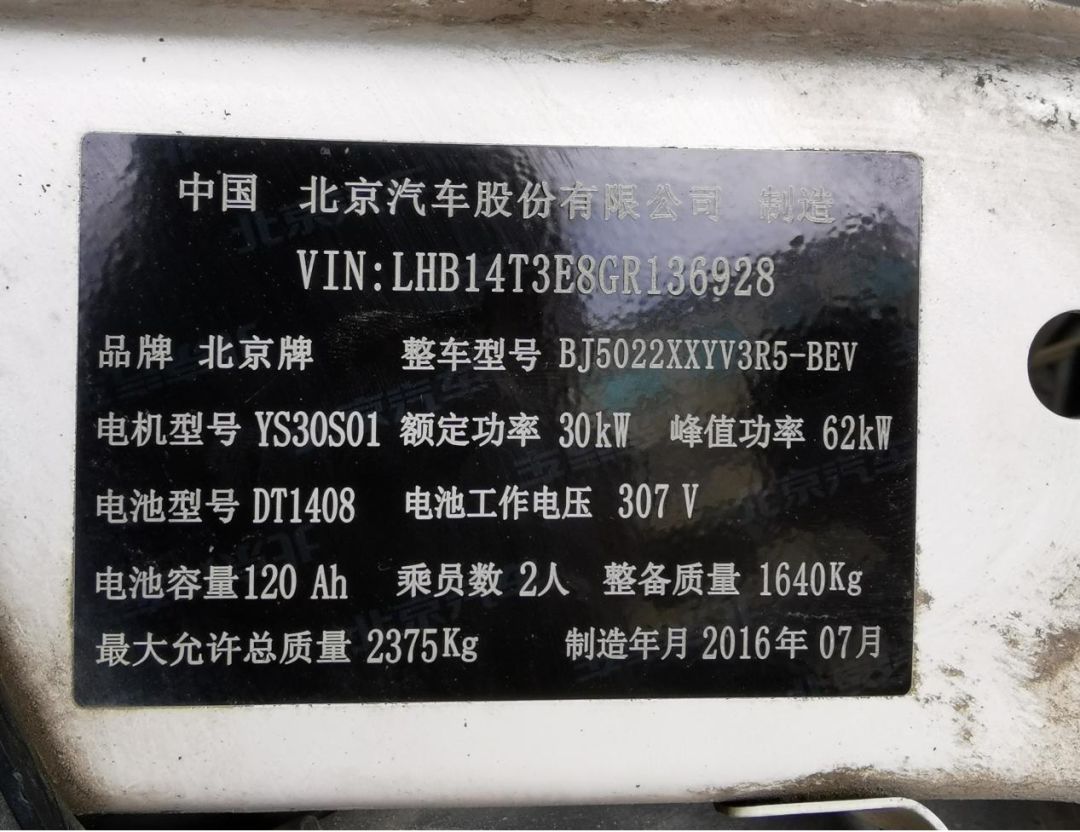 中国 北京汽车股份有限公司 制造
VIN:LHB14T3E8GR136928
品牌 北京牌 整车型号 BJ5022XXYV3R5-BEV
电机型号 YS30S01 额定功率 30kW 峰值功率 62kW
电池型号 DT1408 电池工作电压 307 V
电池容量 120 Ah 乘员数 2人 整备质量 1640Kg
最大允许总质量 2375Kg 制造年月 2016年 07月